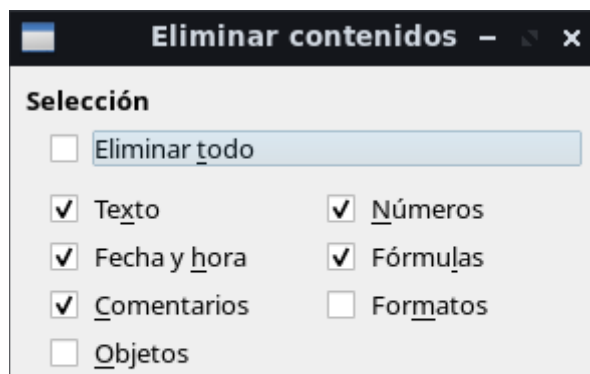 Eliminar contenidos
Selección
Eliminar todo
Texto
Números
Fecha y hora
Fórmulas
Comentarios
Formatos
Objetos